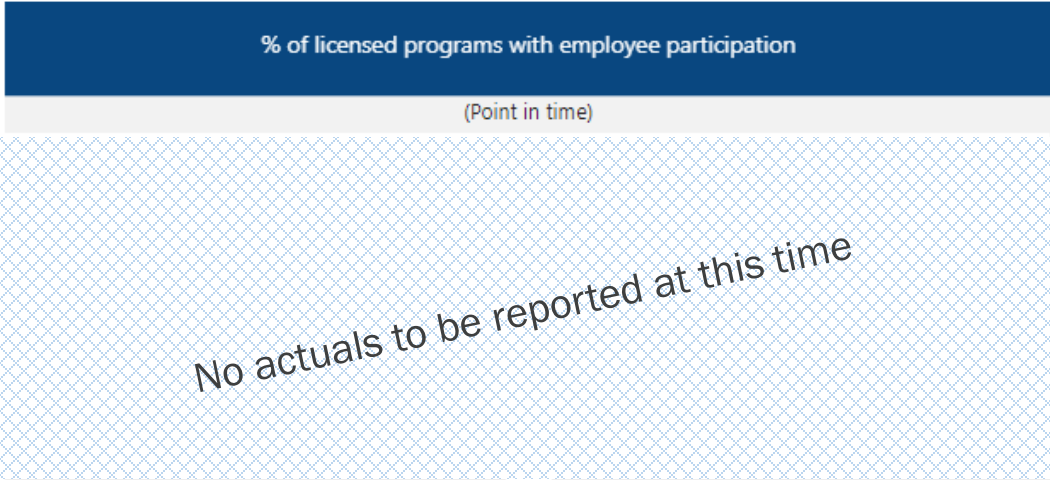 % of licensed programs with employee participation
(Point in time)
No actuals to be reported at this time